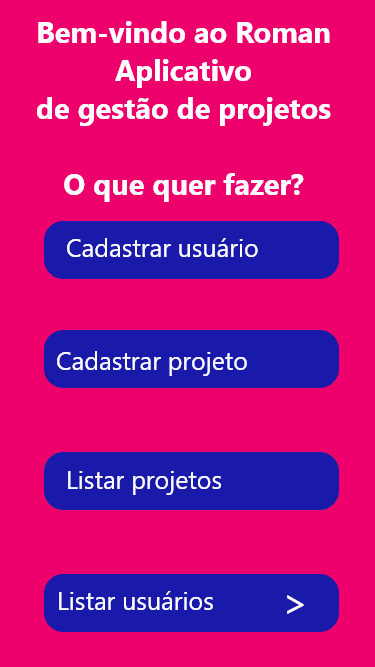 Bem-vindo ao Roman
Aplicativo
de gestão de projetos
O que quer fazer?
Cadastrar usuário
Cadastrar projeto
Listar projetos
Listar usuários >